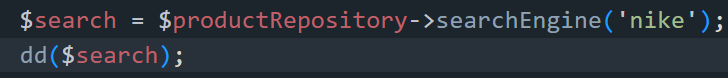 $search = $productRepository->searchEngine('nike');
dd($search);